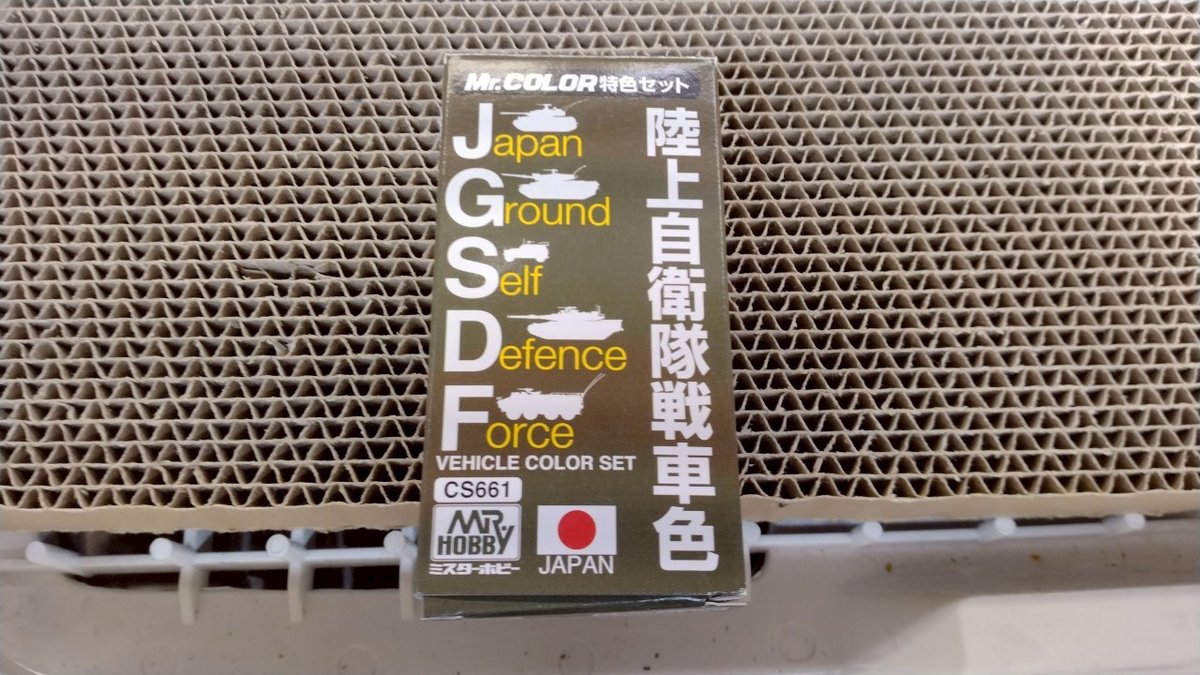 Mr.COLOR特色セット
Japan
Ground
Self
Defence
Force
VEHICLE COLOR SET
CS661
MR.
HOBBY
ミスターホビー
JAPAN
陸上自衛隊戦車色